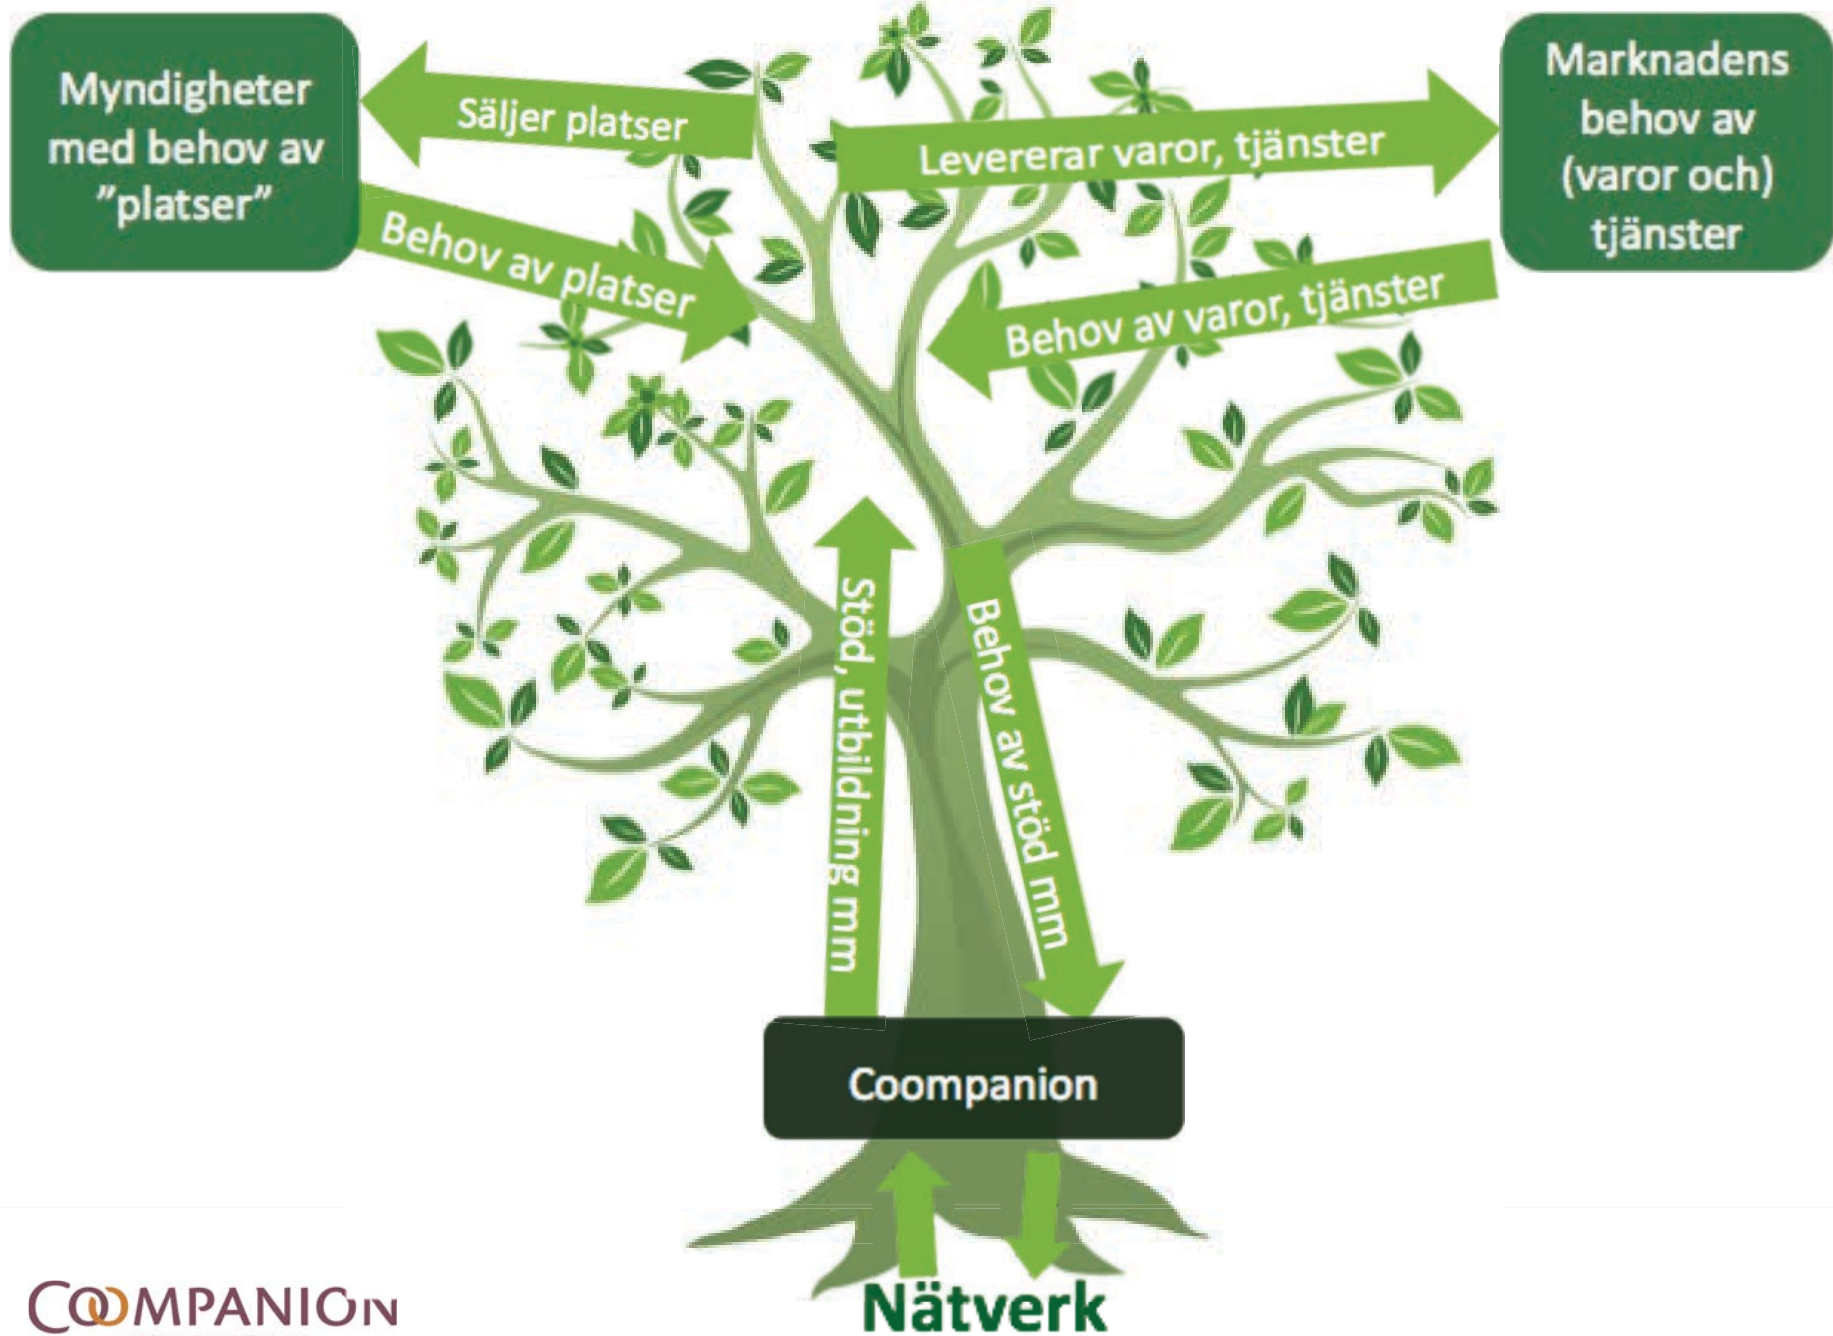 Myndigheter
med behov av
”platser”
Säljer platser
Levererar varor, tjänster
Marknadens
behov av
(varor och)
tjänster
Behov av platser
Behov av varor, tjänster
Stöd, utbildning mm
Behov av stöd mm
Coompanion
Nätverk
COOMPANION